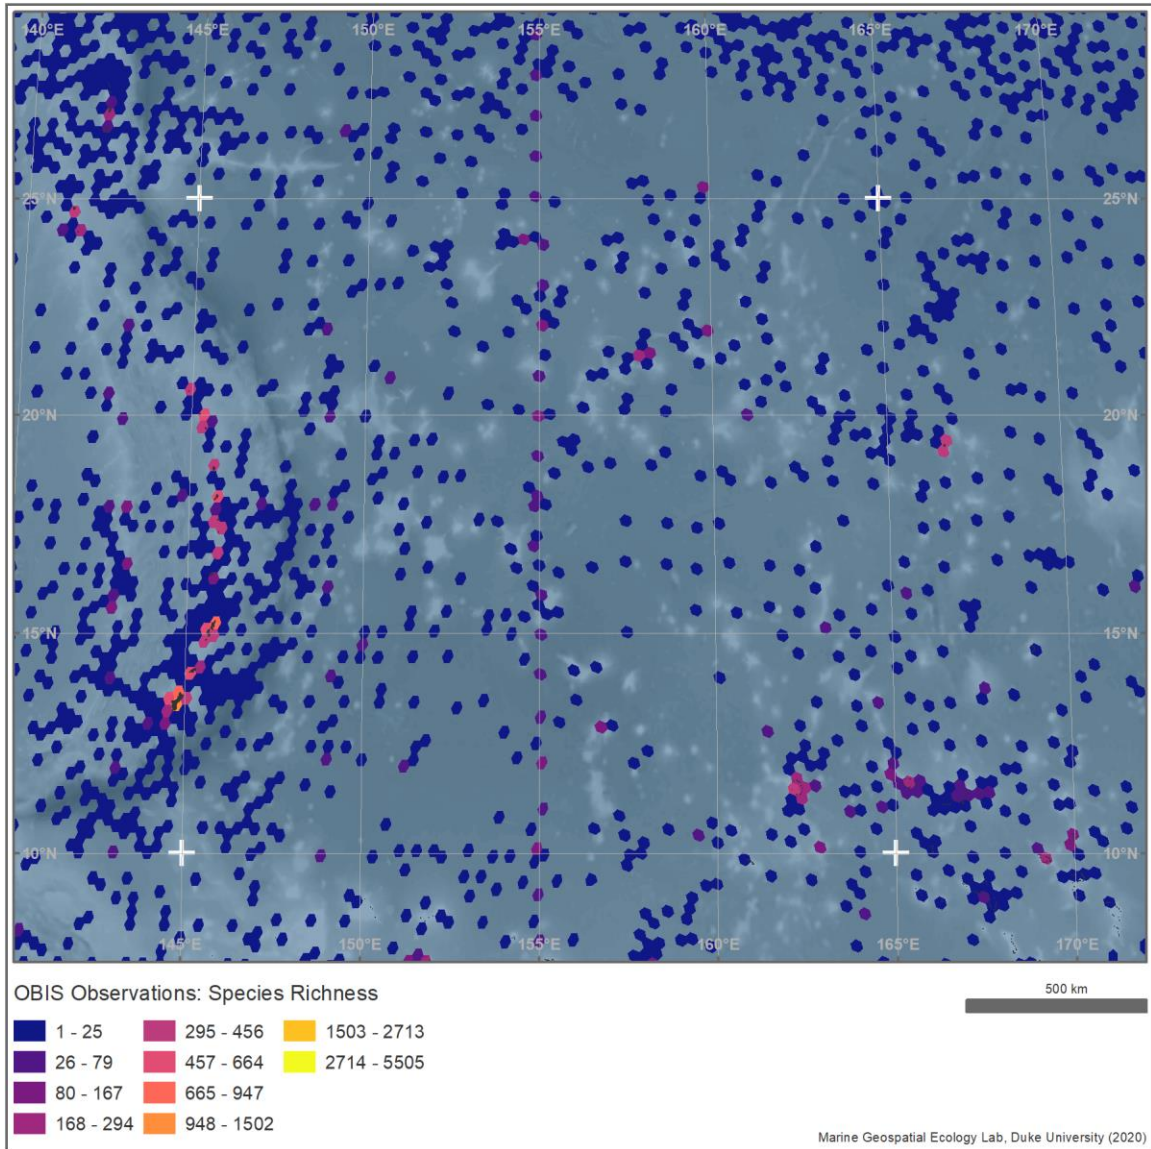 140°E 145°E 150°E 155°E 160°E 165°E 170°E
25°N 25°N
20°N 20°N
15°N 15°N
10°N 10°N
145°E 150°E 155°E 160°E 165°E 170°E
OBIS Observations: Species Richness
500 km
1 - 25 295 - 456 1503 - 2713
26 - 79 457 - 664 2714 - 5505
80 - 167 665 - 947
168 - 294 948 - 1502
Marine Geospatial Ecology Lab, Duke University (2020)